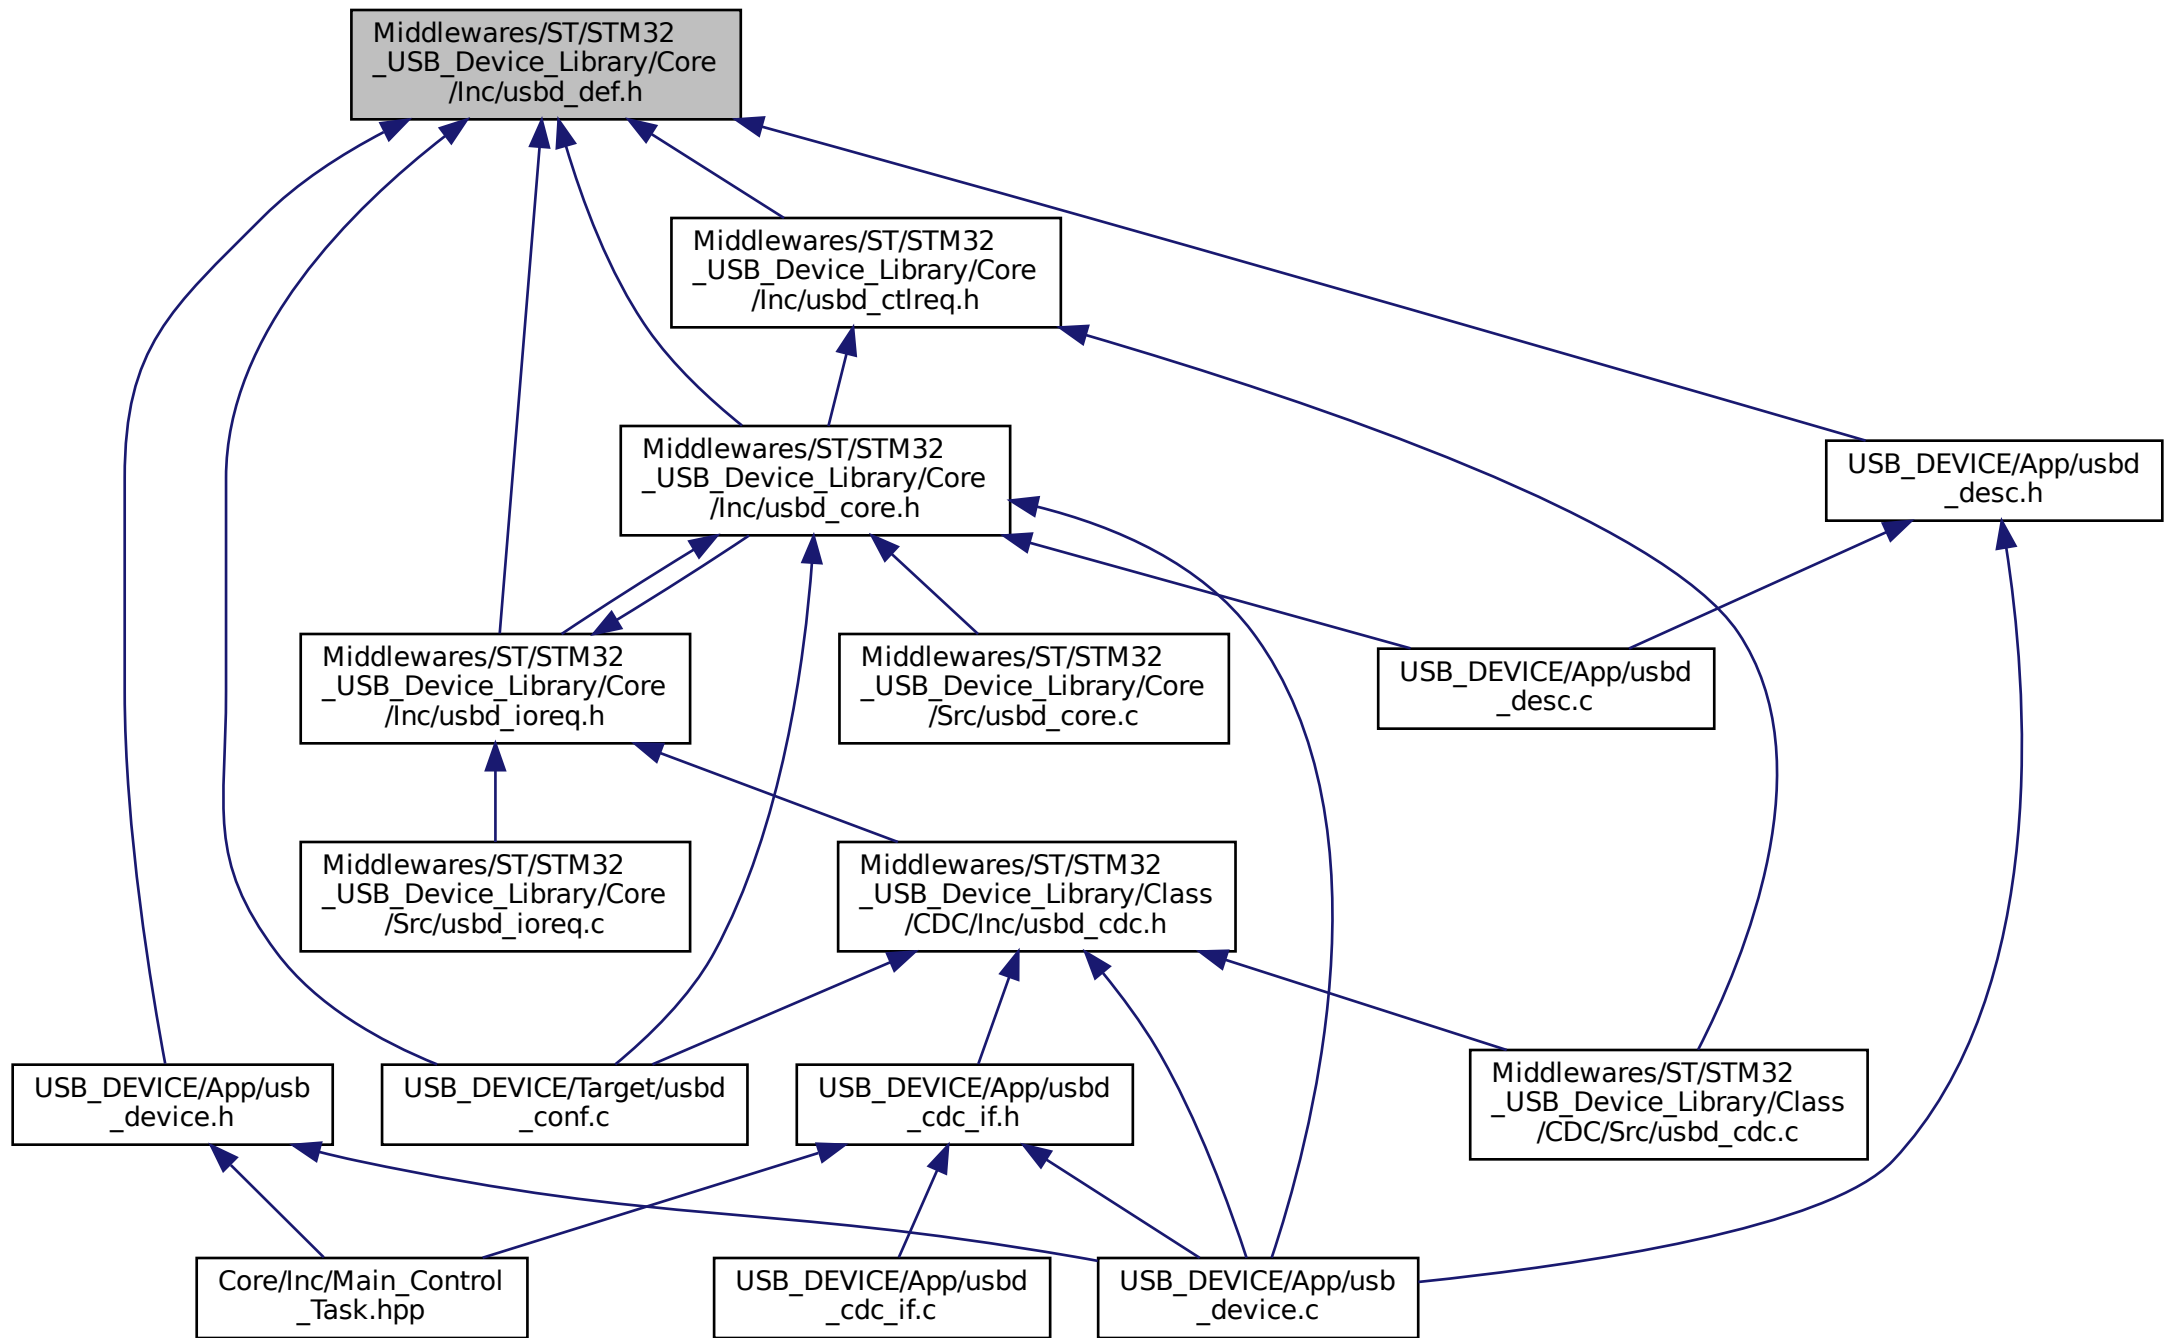 Middlewares/ST/STM32
_USB_Device_Library/Core
/Inc/usbd_def.h
Middlewares/ST/STM32
_USB_Device_Library/Core
/Inc/usbd_ctlreq.h
Middlewares/ST/STM32
_USB_Device_Library/Core
/Inc/usbd_core.h
USB_DEVICE/App/usbd
_desc.h
Middlewares/ST/STM32
_USB_Device_Library/Core
/Inc/usbd_ioreq.h
Middlewares/ST/STM32
_USB_Device_Library/Core
/Src/usbd_core.c
USB_DEVICE/App/usbd
_desc.c
Middlewares/ST/STM32
_USB_Device_Library/Core
/Src/usbd_ioreq.c
Middlewares/ST/STM32
_USB_Device_Library/Class
/CDC/Inc/usbd_cdc.h
USB_DEVICE/App/usb
_device.h
USB_DEVICE/Target/usbd
_conf.c
USB_DEVICE/App/usbd
_cdc_if.h
Middlewares/ST/STM32
_USB_Device_Library/Class
/CDC/Src/usbd_cdc.c
Core/Inc/Main_Control
_Task.hpp
USB_DEVICE/App/usbd
_cdc_if.c
USB_DEVICE/App/usb
_device.c